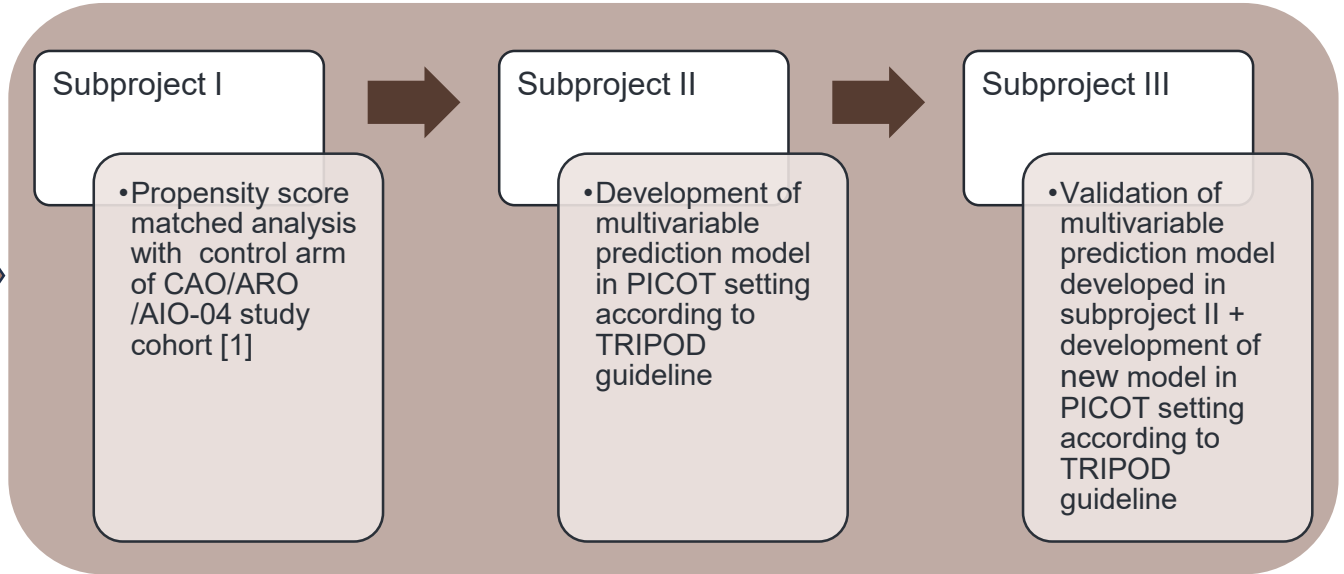 Subproject I
•Propensity score
matched analysis
with  control arm
of CAO/ARO
/AIO-04 study
cohort [1]
Subproject II
•Development of
multivariable
prediction model
in PICOT setting
according to
TRIPOD
guideline
Subproject III
•Validation of
multivariable
prediction model
developed in
subproject II +
development of
new model in
PICOT setting
according to
TRIPOD
guideline